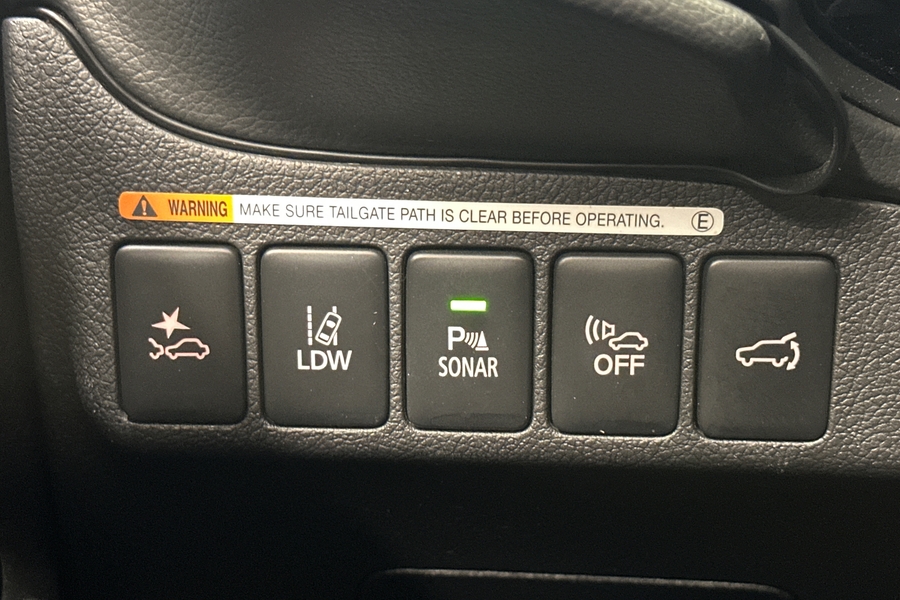 WARNING MAKE SURE TAILGATE PATH IS CLEAR BEFORE OPERATING. E
LDW
P
SONAR
OFF